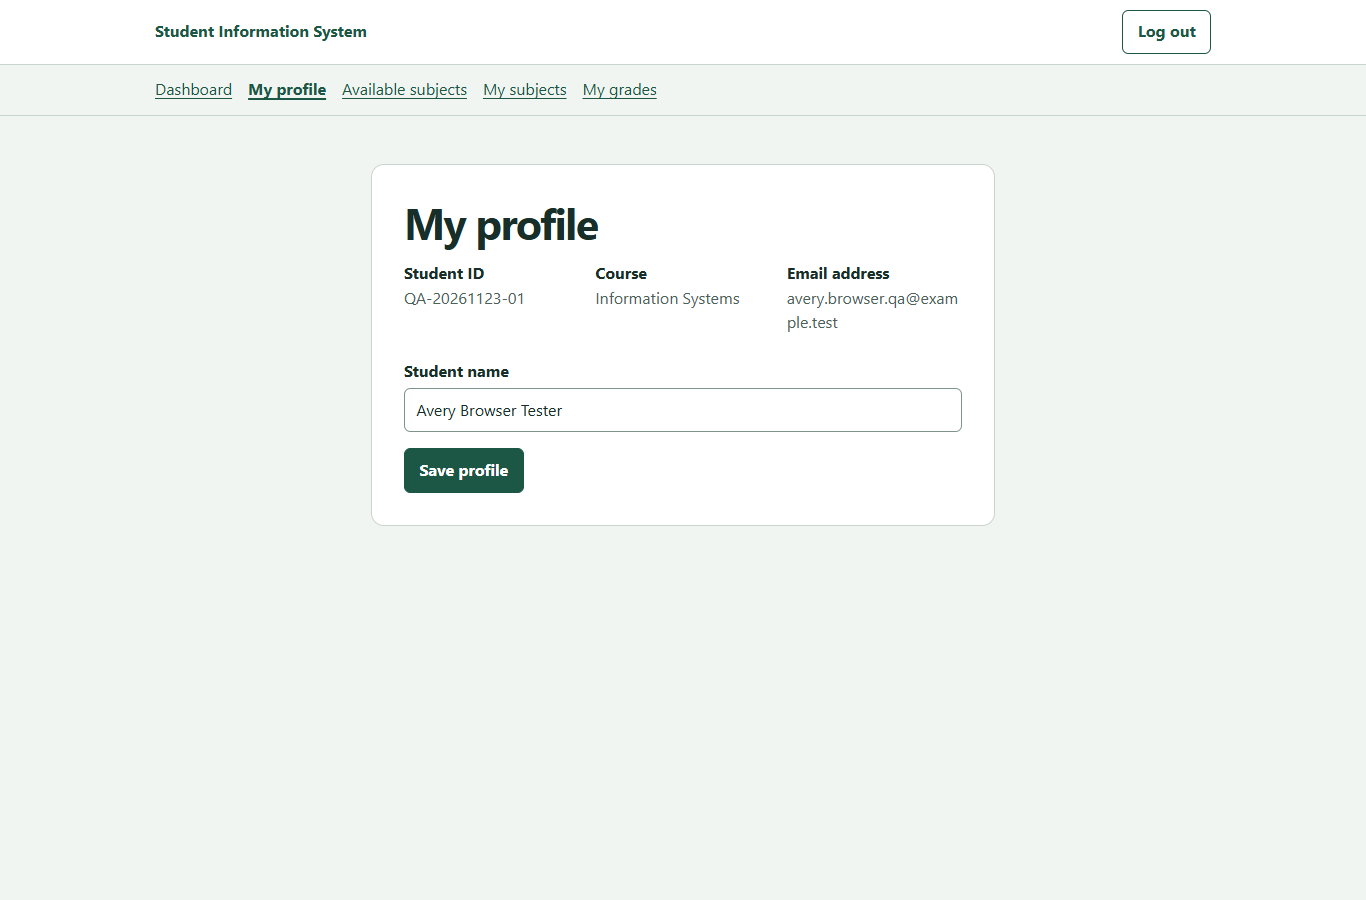 Student Information System
Log out
Dashboard My profile Available subjects My subjects My grades
My profile
Student ID Course Email address
QA-20261123-01 Information Systems avery.browser.qa@exam
ple.test
Student name
Avery Browser Tester
Save profile